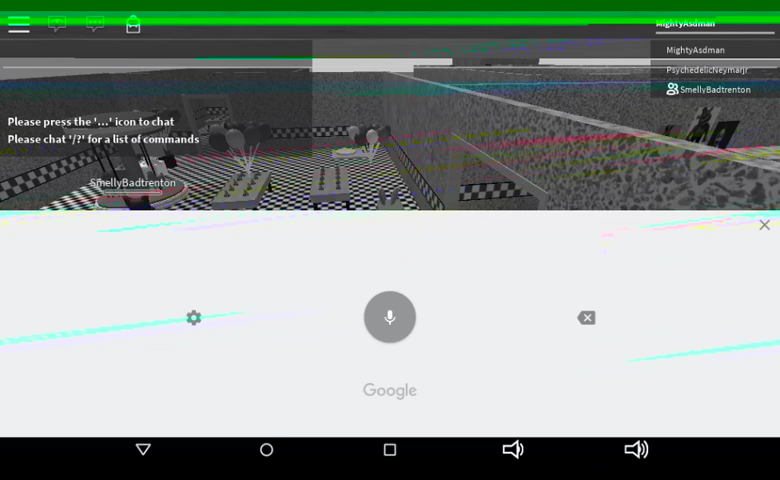 MightyAsdman
MightyAsdman
PsychedelicNeymarjr
SmellyBadtrenton
Please press the '...' icon to chat
Please chat '/?' for a list of commands
SmellyBadtrenton
Google